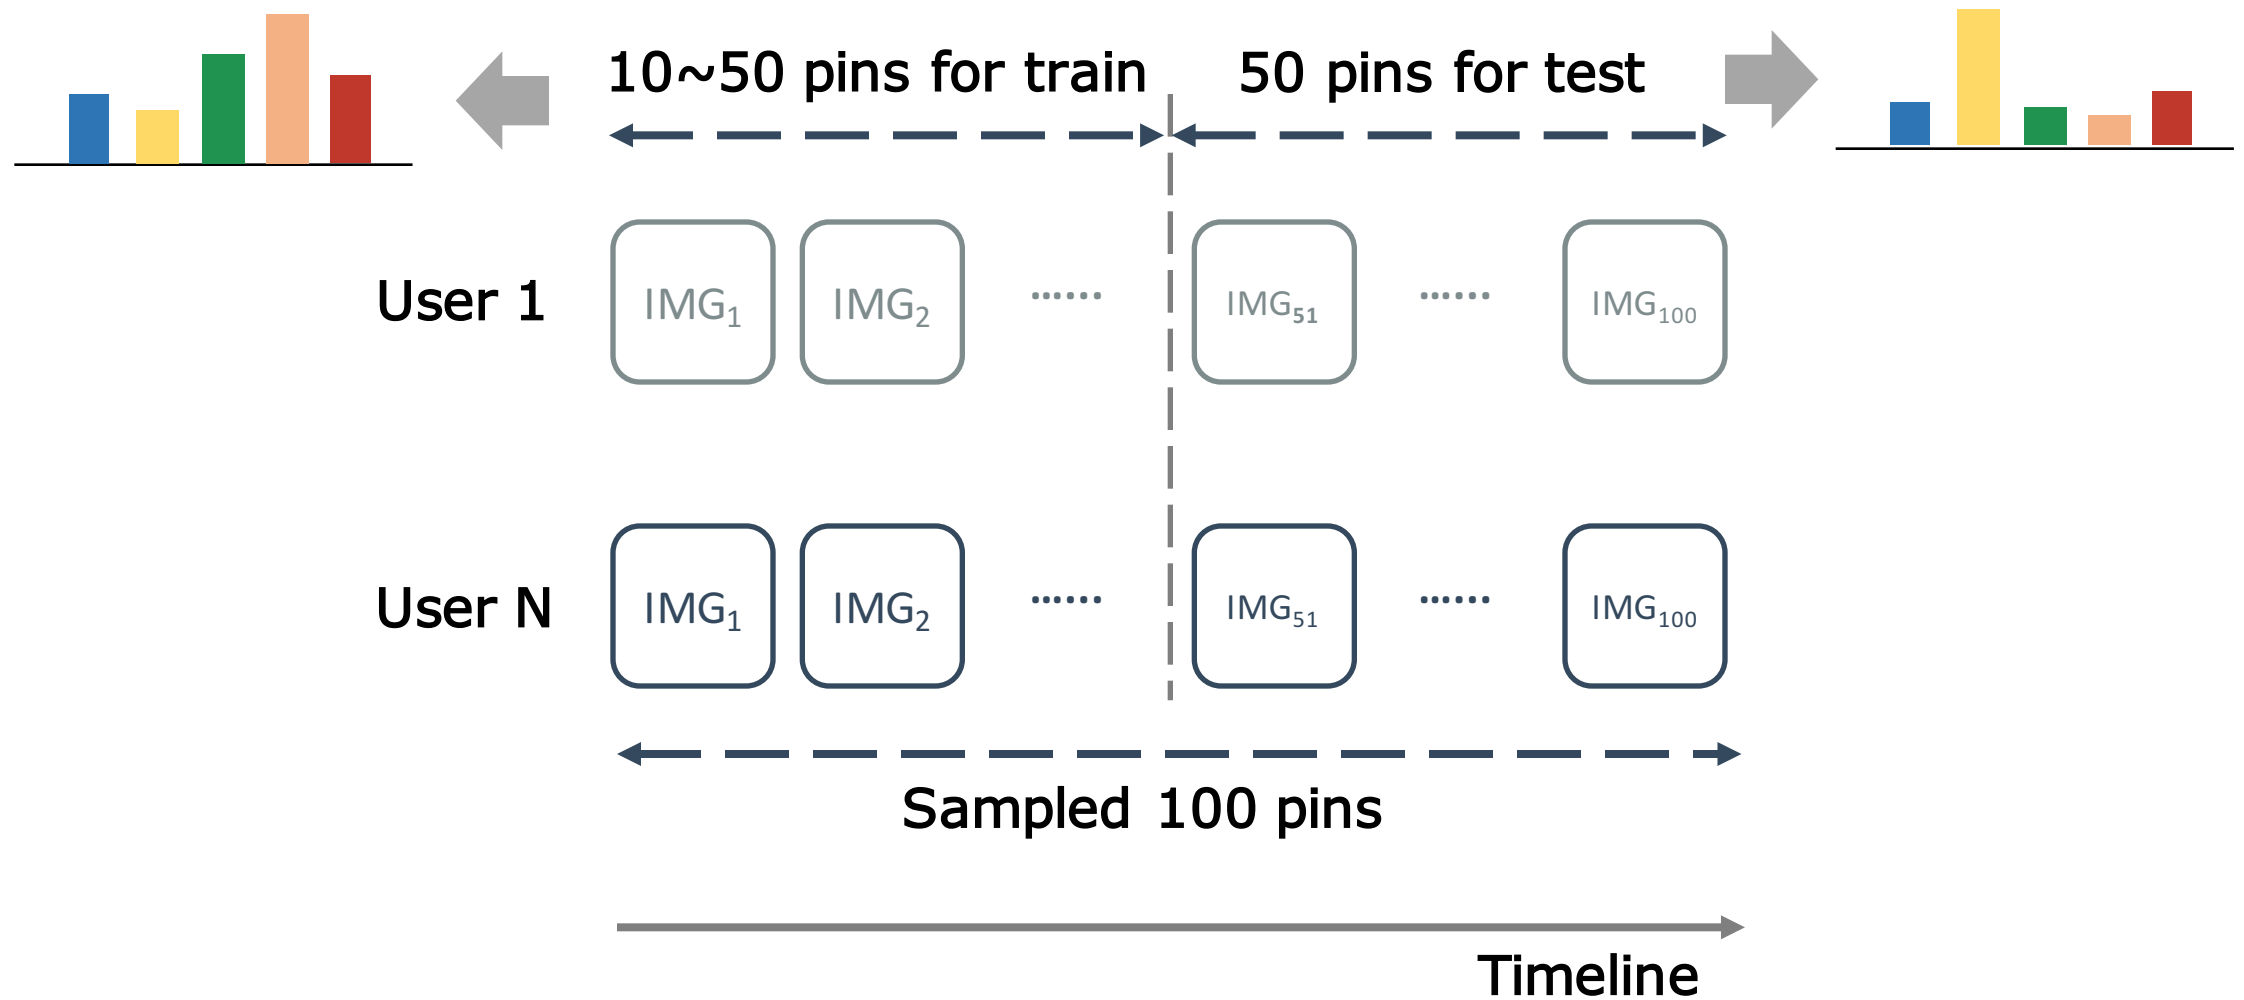 10~50 pins for train
50 pins for test
User 1
IMG₁
IMG₂
......
IMG₅₁
......
IMG₁₀₀
User N
IMG₁
IMG₂
......
IMG₅₁
......
IMG₁₀₀
Sampled 100 pins
Timeline